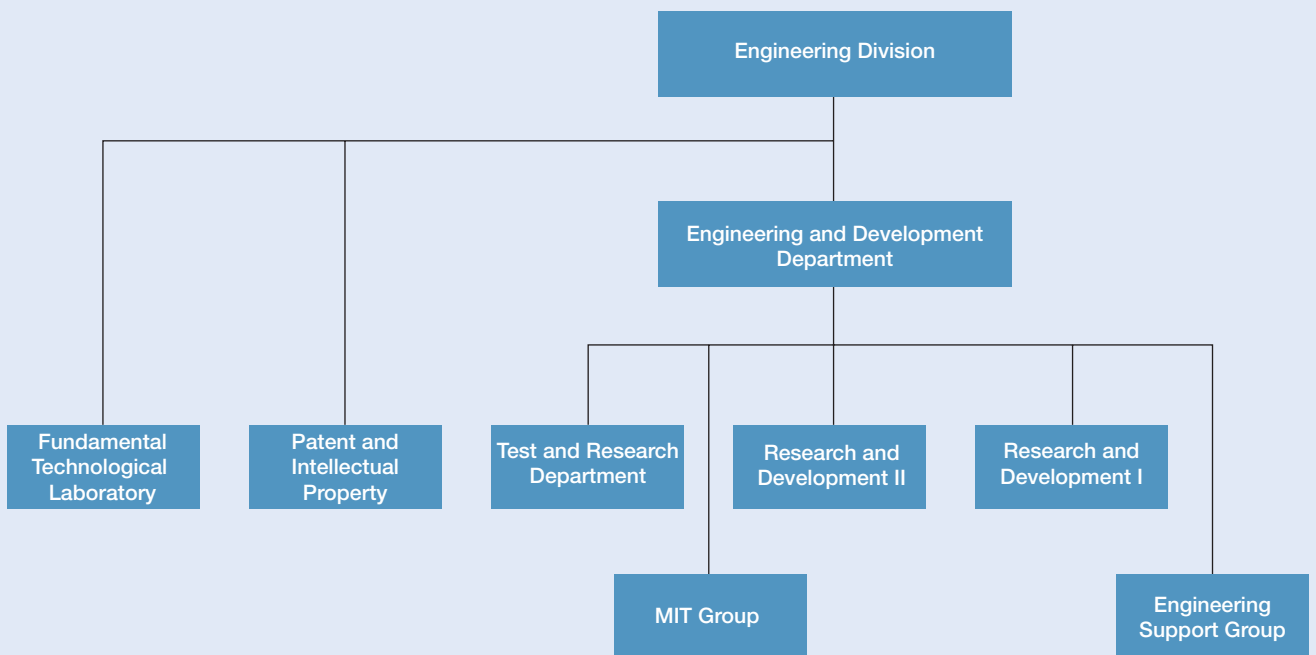 Engineering Division
Engineering and Development
Department
Fundamental
Technological
Laboratory
Patent and
Intellectual
Property
Test and Research
Department
Research and
Development II
Research and
Development I
MIT Group
Engineering
Support Group